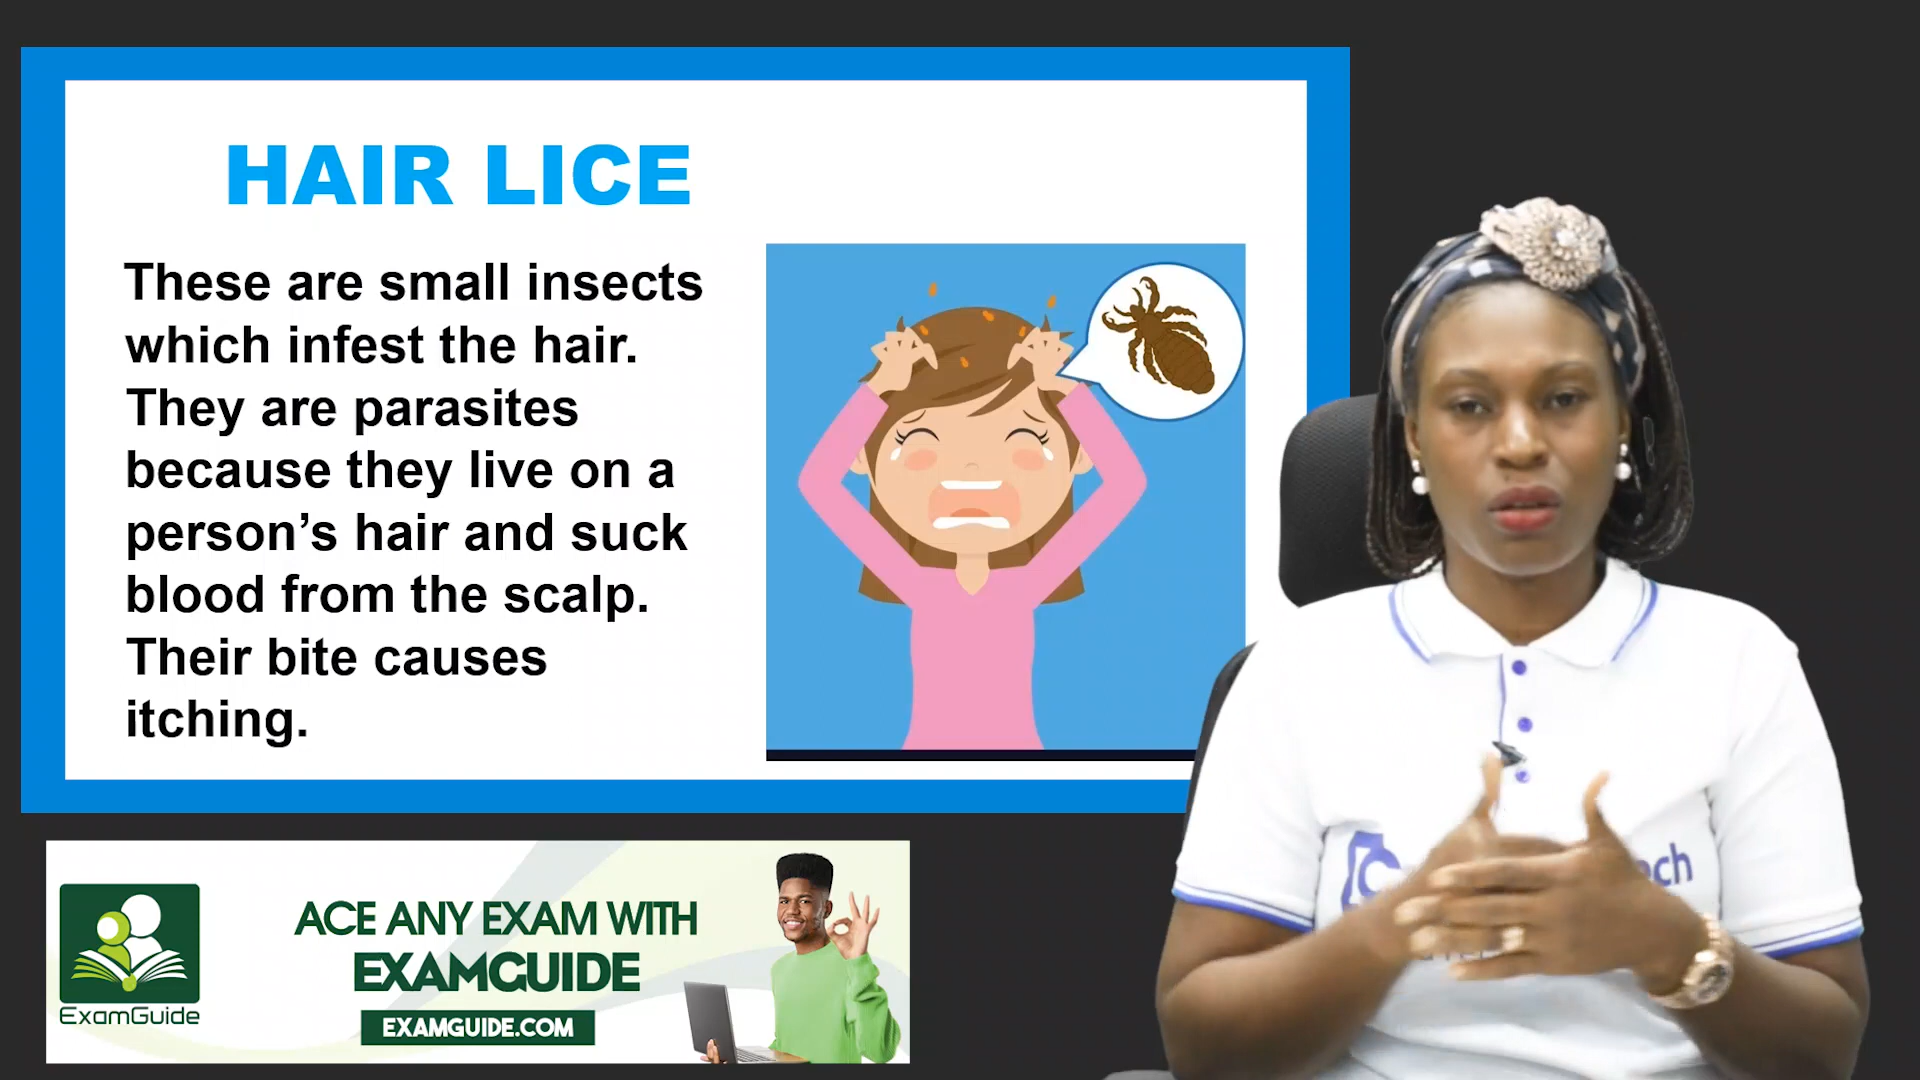 HAIR LICE
These are small insects
which infest the hair.
They are parasites
because they live on a
person’s hair and suck
blood from the scalp.
Their bite causes
itching.
ExamGuide
ACE ANY EXAM WITH
EXAMGUIDE
EXAMGUIDE.COM